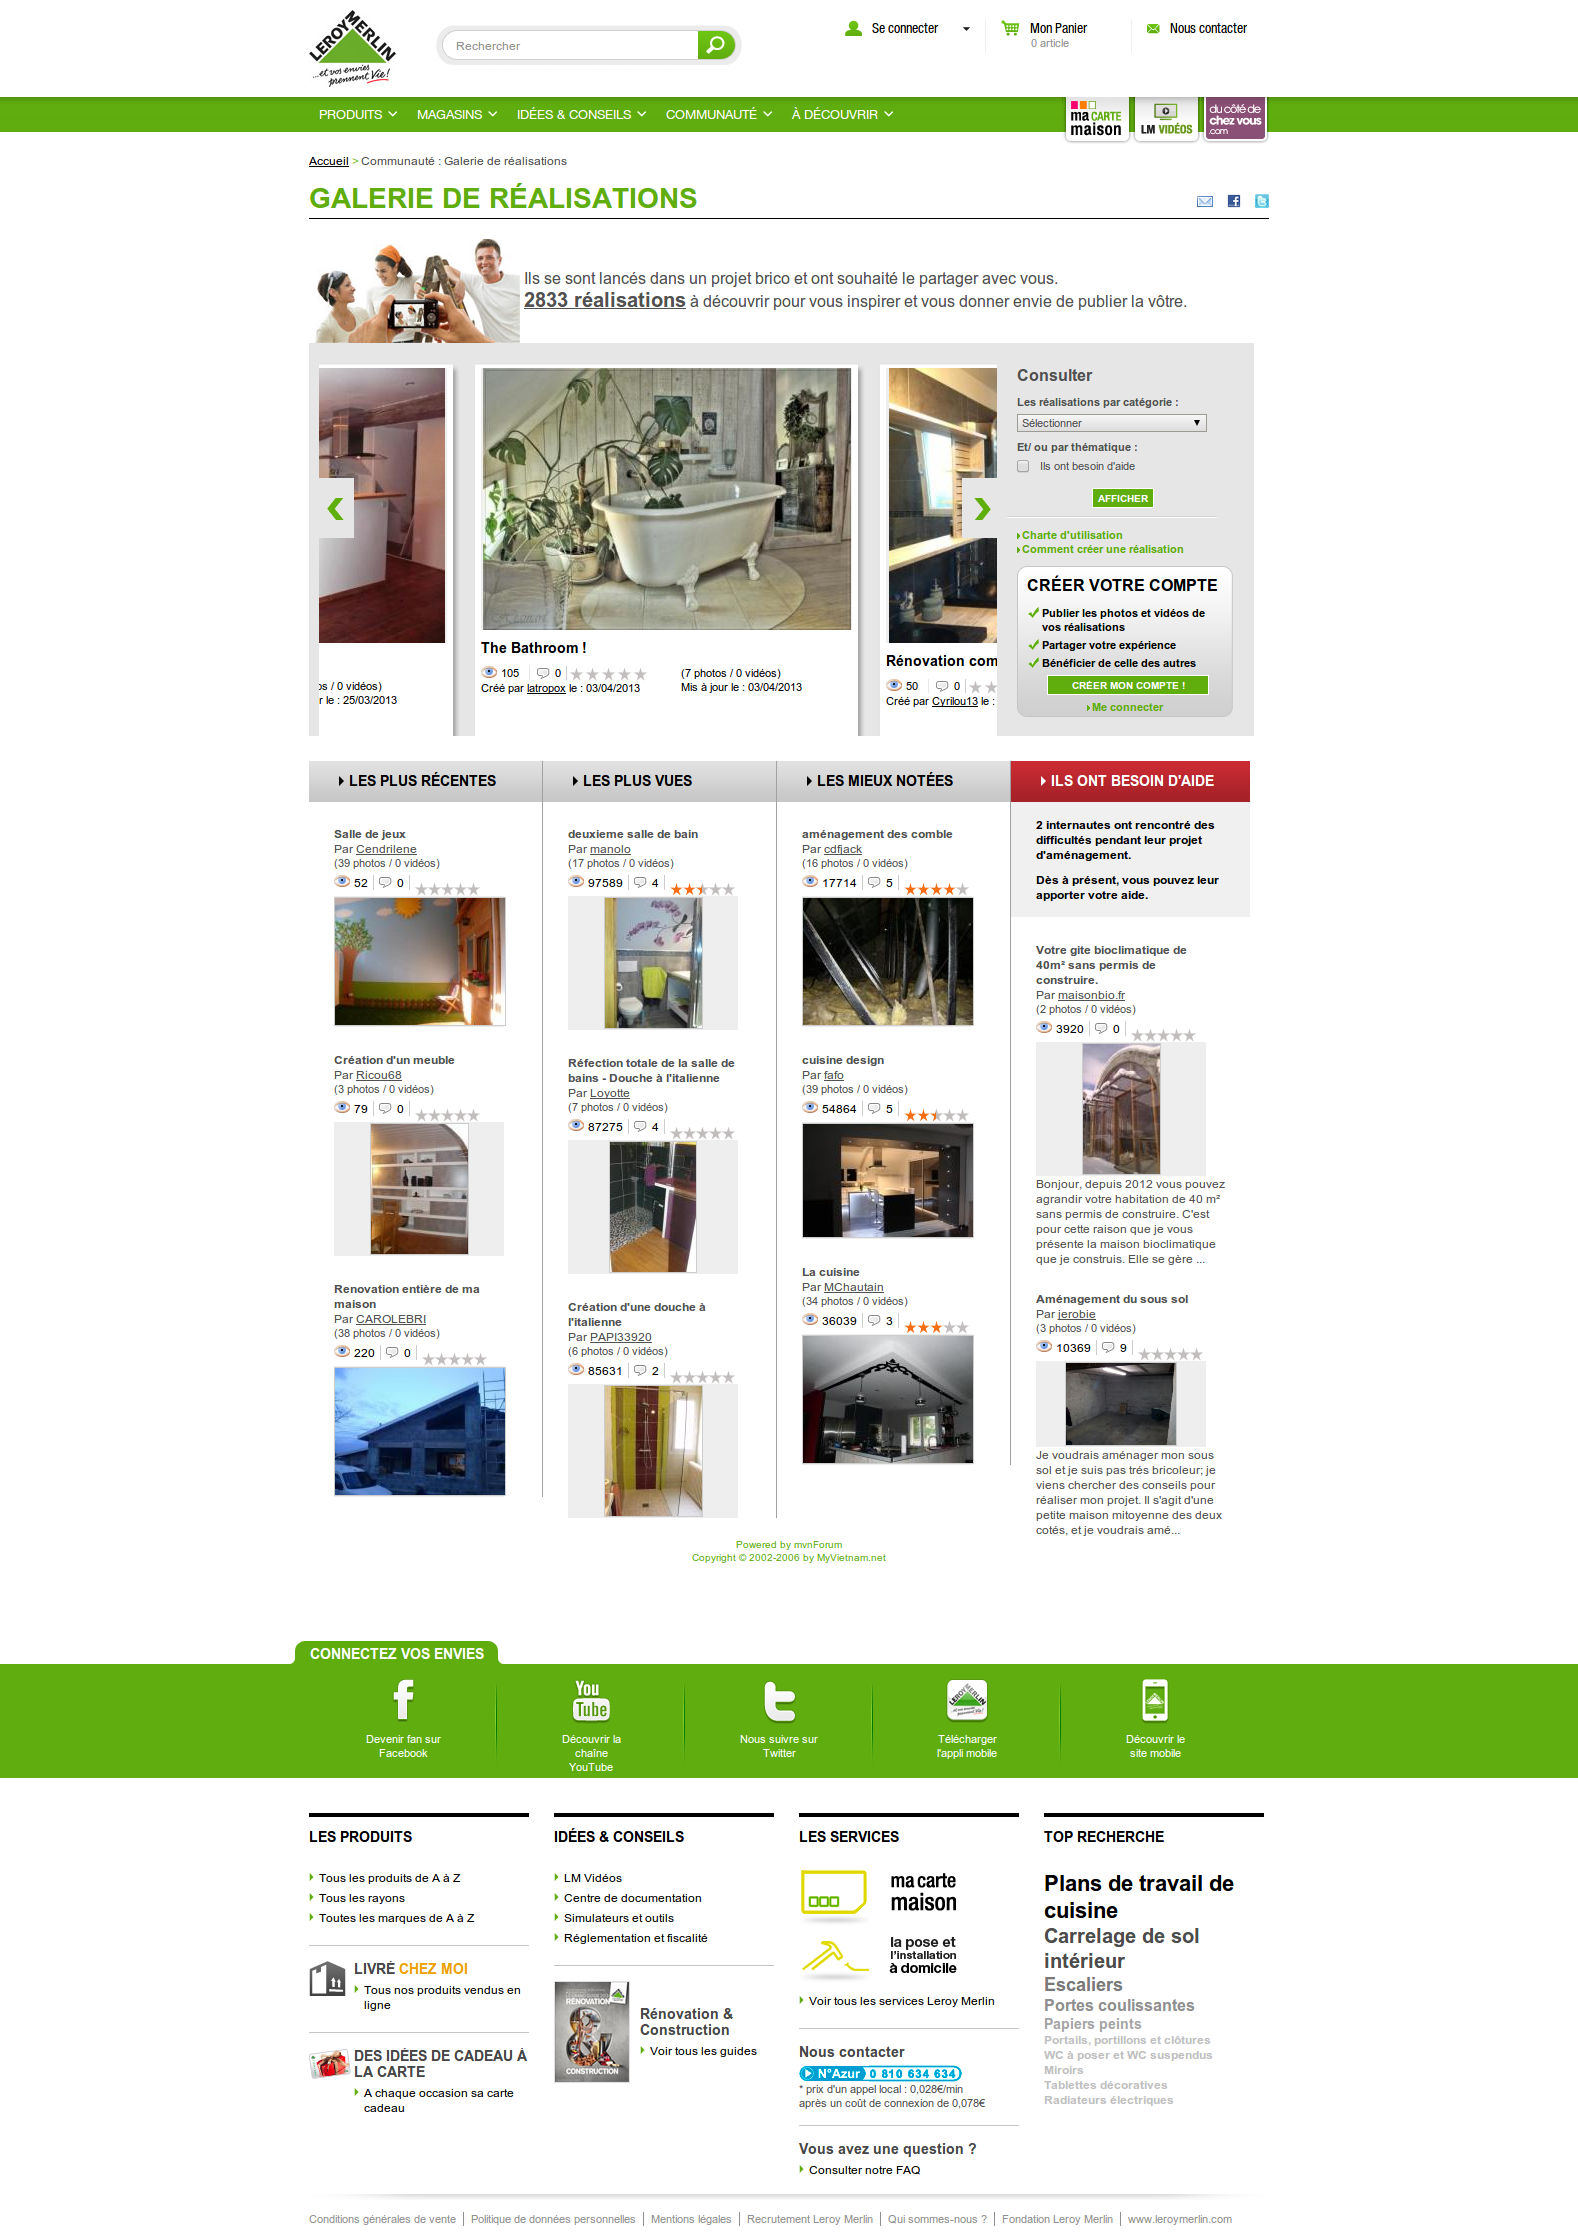 LEROY MERLIN
...et vos envies
prennent Vie!
Rechercher
Se connecter
Mon Panier
0 article
Nous contacter
PRODUITS
MAGASINS
IDÉES & CONSEILS
COMMUNAUTÉ
À DÉCOUVRIR
ma CARTE
maison
LM VIDÉOS
du côté de
chez vous
.com
Accueil > Communauté : Galerie de réalisations
GALERIE DE RÉALISATIONS
Ils se sont lancés dans un projet brico et ont souhaité le partager avec vous.
2833 réalisations à découvrir pour vous inspirer et vous donner envie de publier la vôtre.
os / 0 vidéos)
r le : 25/03/2013
The Bathroom !
105 0
(7 photos / 0 vidéos)
Créé par latropox le : 03/04/2013
Mis à jour le : 03/04/2013
Rénovation com
50 0
Créé par Cyrilou13 le :
Consulter
Les réalisations par catégorie :
Sélectionner
Et/ ou par thématique :
Ils ont besoin d'aide
AFFICHER
Charte d'utilisation
Comment créer une réalisation
CRÉER VOTRE COMPTE
Publier les photos et vidéos de
vos réalisations
Partager votre expérience
Bénéficier de celle des autres
CRÉER MON COMPTE !
Me connecter
LES PLUS RÉCENTES
Salle de jeux
Par Cendrilene
(39 photos / 0 vidéos)
52 0
Création d'un meuble
Par Ricou68
(3 photos / 0 vidéos)
79 0
Renovation entière de ma
maison
Par CAROLEBRI
(38 photos / 0 vidéos)
220 0
LES PLUS VUES
deuxieme salle de bain
Par manolo
(17 photos / 0 vidéos)
97589 4
Réfection totale de la salle de
bains - Douche à l'italienne
Par Loyotte
(7 photos / 0 vidéos)
87275 4
Création d'une douche à
l'italienne
Par PAPI33920
(6 photos / 0 vidéos)
85631 2
LES MIEUX NOTÉES
aménagement des comble
Par cdfjack
(16 photos / 0 vidéos)
17714 5
cuisine design
Par fafo
(39 photos / 0 vidéos)
54864 5
La cuisine
Par MChautain
(34 photos / 0 vidéos)
36039 3
ILS ONT BESOIN D'AIDE
2 internautes ont rencontré des
difficultés pendant leur projet
d'aménagement.
Dès à présent, vous pouvez leur
apporter votre aide.
Votre gite bioclimatique de
40m² sans permis de
construire.
Par maisonbio.fr
(2 photos / 0 vidéos)
3920 0
Bonjour, depuis 2012 vous pouvez
agrandir votre habitation de 40 m²
sans permis de construire. C'est
pour cette raison que je vous
présente la maison bioclimatique
que je construis. Elle se gère ...
Aménagement du sous sol
Par jerobie
(3 photos / 0 vidéos)
10369 9
Je voudrais aménager mon sous
sol et je suis pas trés bricoleur; je
viens chercher des conseils pour
réaliser mon projet. Il s'agit d'une
petite maison mitoyenne des deux
cotés, et je voudrais amé...
Powered by mvnForum
Copyright © 2002-2006 by MyVietnam.net
CONNECTEZ VOS ENVIES
Devenir fan sur
Facebook
You
Tube
Découvrir la
chaîne
YouTube
Nous suivre sur
Twitter
LEROY MERLIN
Télécharger
l'appli mobile
Découvrir le
site mobile
LES PRODUITS
Tous les produits de A à Z
Tous les rayons
Toutes les marques de A à Z
LIVRÉ CHEZ MOI
Tous nos produits vendus en
ligne
DES IDÉES DE CADEAU À
LA CARTE
A chaque occasion sa carte
cadeau
IDÉES & CONSEILS
LM Vidéos
Centre de documentation
Simulateurs et outils
Réglementation et fiscalité
RÉNOVATION
&
CONSTRUCTION
Rénovation &
Construction
Voir tous les guides
LES SERVICES
ma carte
maison
la pose et
l'installation
à domicile
Voir tous les services Leroy Merlin
Nous contacter
N°Azur 0 810 634 634
* prix d'un appel local : 0,028€/min
après un coût de connexion de 0,078€
Vous avez une question ?
Consulter notre FAQ
TOP RECHERCHE
Plans de travail de
cuisine
Carrelage de sol
intérieur
Escaliers
Portes coulissantes
Papiers peints
Portails, portillons et clôtures
WC à poser et WC suspendus
Miroirs
Tablettes décoratives
Radiateurs électriques
Conditions générales de vente | Politique de données personnelles | Mentions légales | Recrutement Leroy Merlin | Qui sommes-nous ? | Fondation Leroy Merlin | www.leroymerlin.com